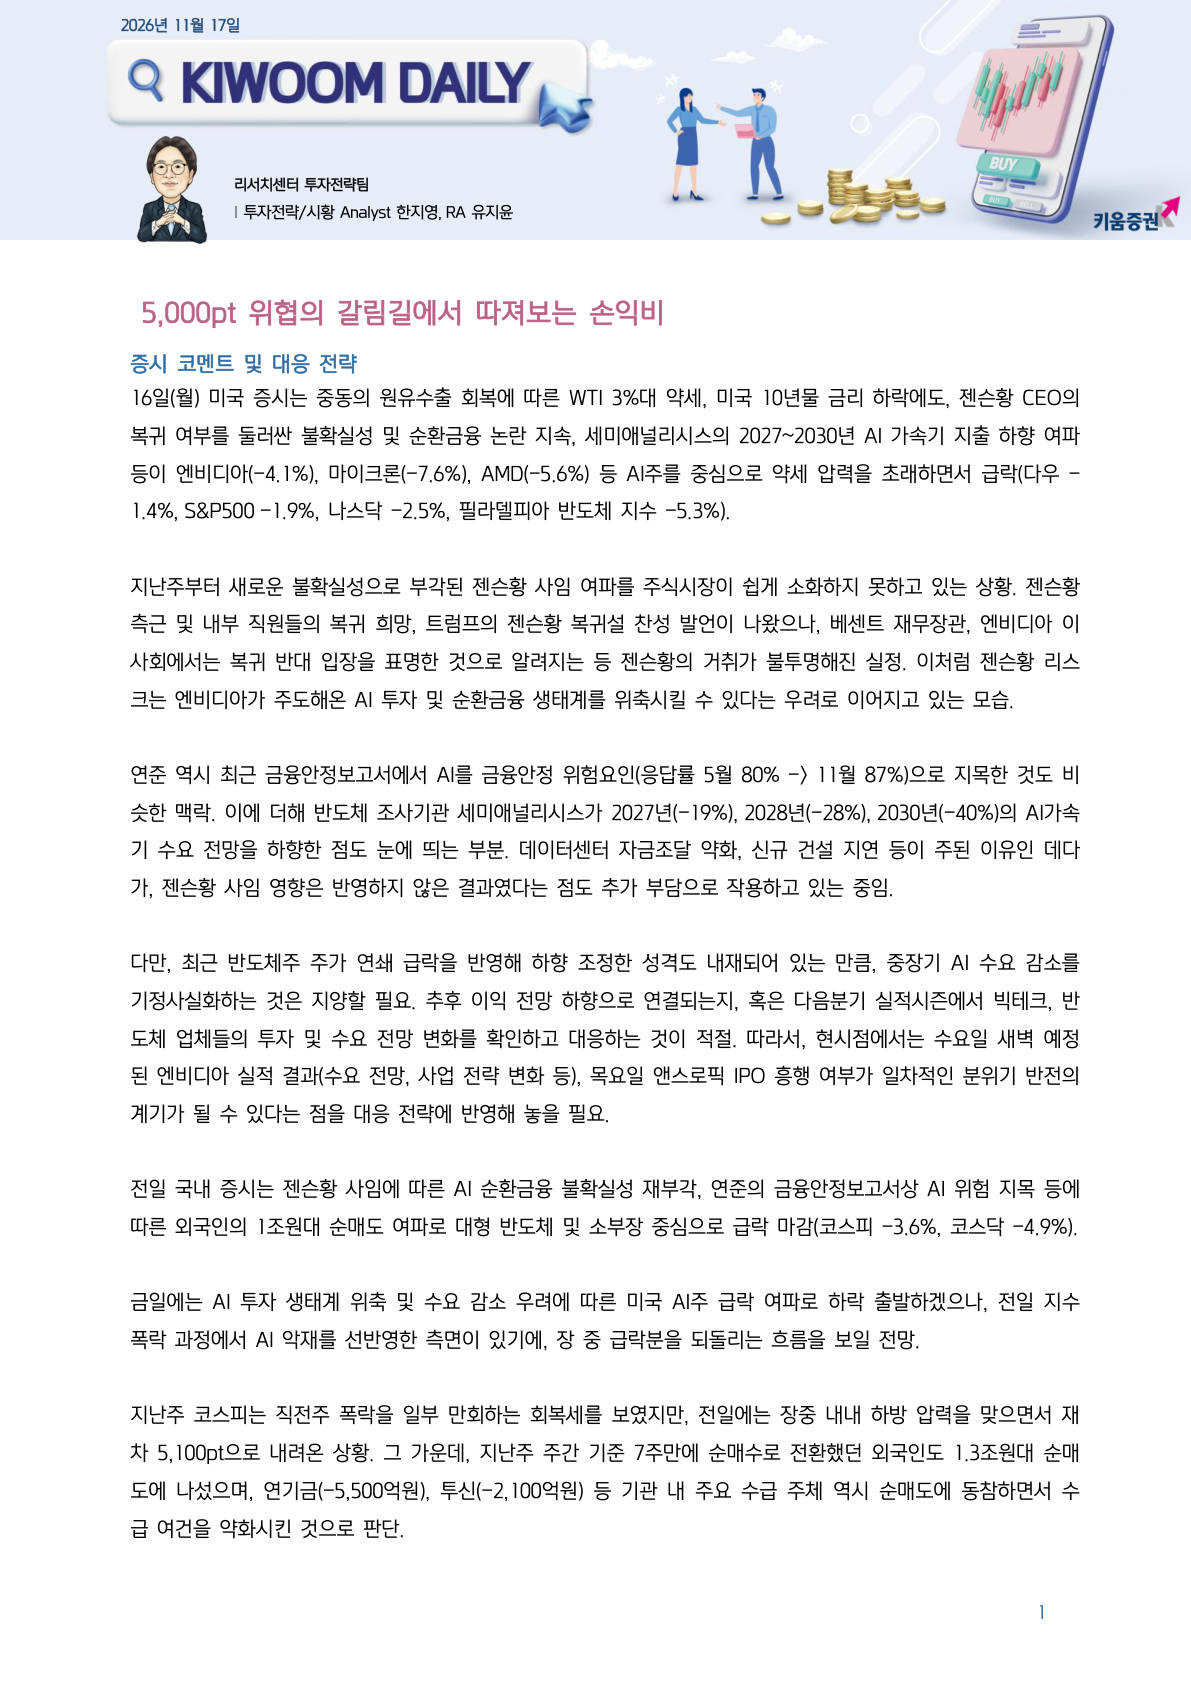 2026년 11월 17일
KIWOOM DAILY
리서치센터 투자전략팀
| 투자전략/시황 Analyst 한지영, RA 유지윤
BUY
BUY
키움증권
5,000pt 위협의 갈림길에서 따져보는 손익비
증시 코멘트 및 대응 전략
16일(월) 미국 증시는 중동의 원유수출 회복에 따른 WTI 3%대 약세, 미국 10년물 금리 하락에도, 젠슨황 CEO의
복귀 여부를 둘러싼 불확실성 및 순환금융 논란 지속, 세미애널리시스의 2027~2030년 AI 가속기 지출 하향 여파
등이 엔비디아(-4.1%), 마이크론(-7.6%), AMD(-5.6%) 등 AI주를 중심으로 약세 압력을 초래하면서 급락(다우 -
1.4%, S&P500 -1.9%, 나스닥 -2.5%, 필라델피아 반도체 지수 -5.3%).
지난주부터 새로운 불확실성으로 부각된 젠슨황 사임 여파를 주식시장이 쉽게 소화하지 못하고 있는 상황. 젠슨황
측근 및 내부 직원들의 복귀 희망, 트럼프의 젠슨황 복귀설 찬성 발언이 나왔으나, 베센트 재무장관, 엔비디아 이
사회에서는 복귀 반대 입장을 표명한 것으로 알려지는 등 젠슨황의 거취가 불투명해진 실정. 이처럼 젠슨황 리스
크는 엔비디아가 주도해온 AI 투자 및 순환금융 생태계를 위축시킬 수 있다는 우려로 이어지고 있는 모습.
연준 역시 최근 금융안정보고서에서 AI를 금융안정 위험요인(응답률 5월 80% -> 11월 87%)으로 지목한 것도 비
슷한 맥락. 이에 더해 반도체 조사기관 세미애널리시스가 2027년(-19%), 2028년(-28%), 2030년(-40%)의 AI가속
기 수요 전망을 하향한 점도 눈에 띄는 부분. 데이터센터 자금조달 약화, 신규 건설 지연 등이 주된 이유인 데다
가, 젠슨황 사임 영향은 반영하지 않은 결과였다는 점도 추가 부담으로 작용하고 있는 중임.
다만, 최근 반도체주 주가 연쇄 급락을 반영해 하향 조정한 성격도 내재되어 있는 만큼, 중장기 AI 수요 감소를
기정사실화하는 것은 지양할 필요. 추후 이익 전망 하향으로 연결되는지, 혹은 다음분기 실적시즌에서 빅테크, 반
도체 업체들의 투자 및 수요 전망 변화를 확인하고 대응하는 것이 적절. 따라서, 현시점에서는 수요일 새벽 예정
된 엔비디아 실적 결과(수요 전망, 사업 전략 변화 등), 목요일 앤스로픽 IPO 흥행 여부가 일차적인 분위기 반전의
계기가 될 수 있다는 점을 대응 전략에 반영해 놓을 필요.
전일 국내 증시는 젠슨황 사임에 따른 AI 순환금융 불확실성 재부각, 연준의 금융안정보고서상 AI 위험 지목 등에
따른 외국인의 1조원대 순매도 여파로 대형 반도체 및 소부장 중심으로 급락 마감(코스피 -3.6%, 코스닥 -4.9%).
금일에는 AI 투자 생태계 위축 및 수요 감소 우려에 따른 미국 AI주 급락 여파로 하락 출발하겠으나, 전일 지수
폭락 과정에서 AI 악재를 선반영한 측면이 있기에, 장 중 급락분을 되돌리는 흐름을 보일 전망.
지난주 코스피는 직전주 폭락을 일부 만회하는 회복세를 보였지만, 전일에는 장중 내내 하방 압력을 맞으면서 재
차 5,100pt으로 내려온 상황. 그 가운데, 지난주 주간 기준 7주만에 순매수로 전환했던 외국인도 1.3조원대 순매
도에 나섰으며, 연기금(-5,500억원), 투신(-2,100억원) 등 기관 내 주요 수급 주체 역시 순매도에 동참하면서 수
급 여건을 약화시킨 것으로 판단.
1